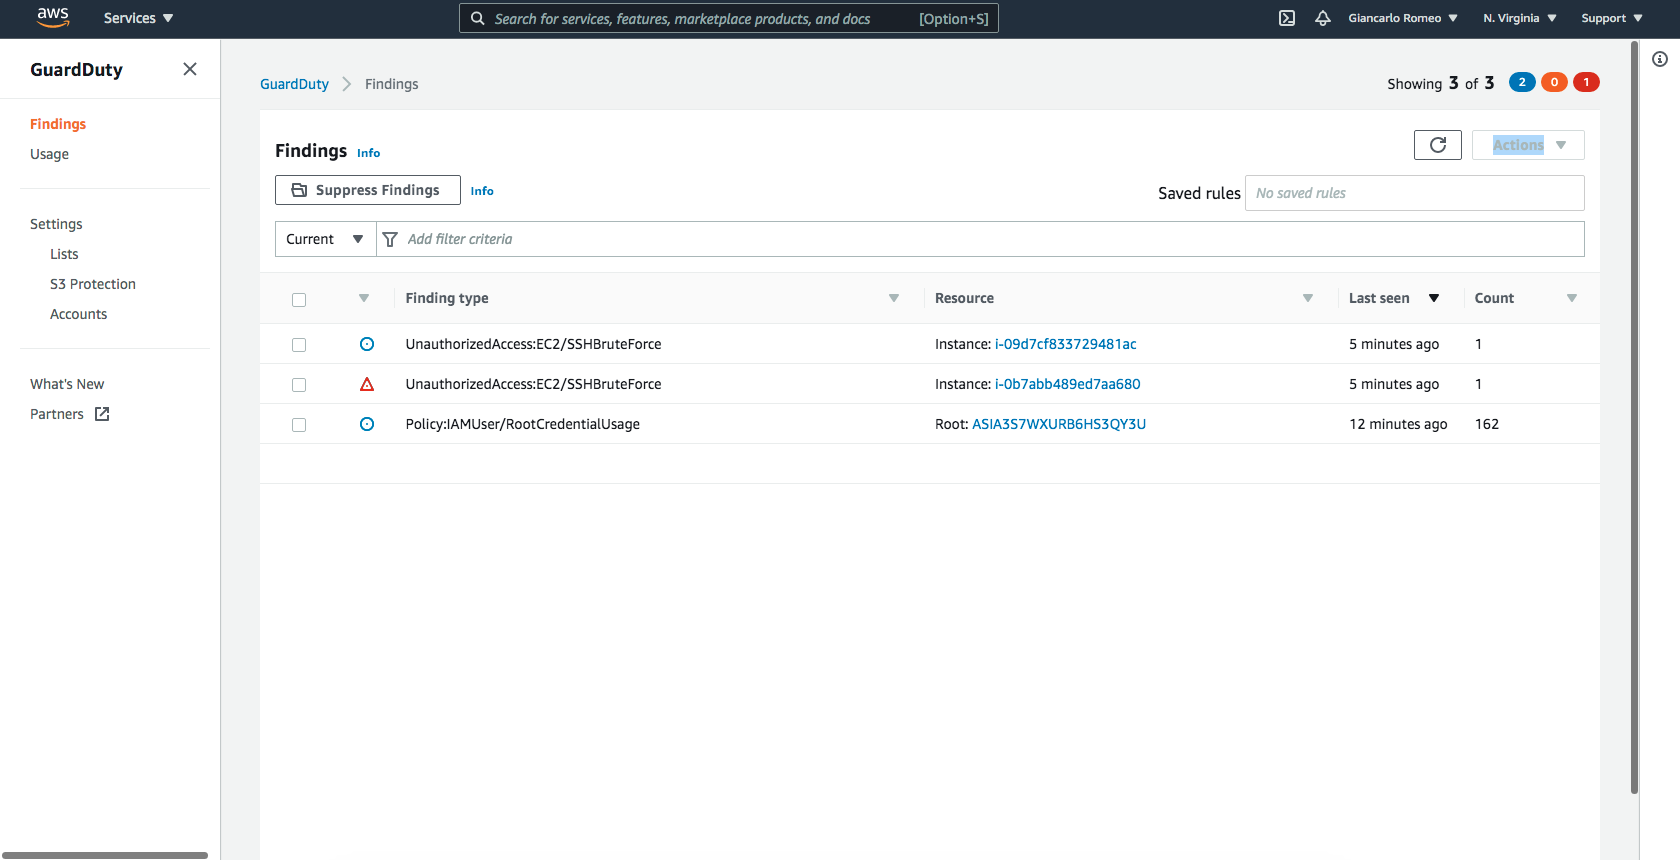 aws Services Search for services, features, marketplace products, and docs [Option+S] Giancarlo Romeo N. Virginia Support
GuardDuty
Findings
Usage
Settings
Lists
S3 Protection
Accounts
What's New
Partners
GuardDuty Findings
Showing 3 of 3 2 0 1
Findings Info
Actions
Suppress Findings Info
Saved rules No saved rules
Current Add filter criteria
Finding type Resource Last seen Count
UnauthorizedAccess:EC2/SSHBruteForce Instance: i-09d7cf833729481ac 5 minutes ago 1
UnauthorizedAccess:EC2/SSHBruteForce Instance: i-0b7abb489ed7aa680 5 minutes ago 1
Policy:IAMUser/RootCredentialUsage Root: ASIA3S7WXURB6HS3QY3U 12 minutes ago 162